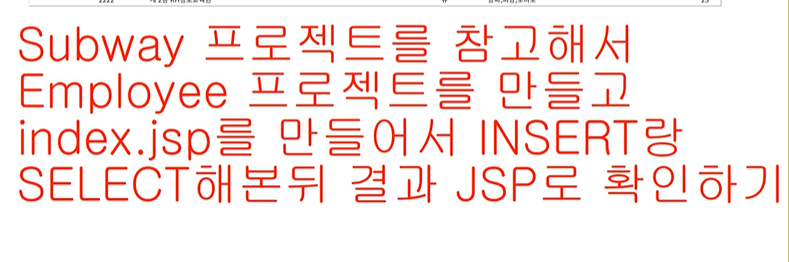 2222
Subway 프로젝트를 참고해서
Employee 프로젝트를 만들고
index.jsp를 만들어서 INSERT랑
SELECT해본뒤 결과 JSP로 확인하기